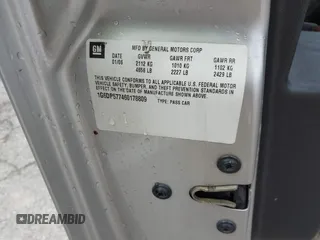 GM
MFD BY GENERAL MOTORS CORP
01/06 GVWR GAWR FRT GAWR RR
2112 KG 1010 KG 1102 KG
4656 LB 2227 LB 2429 LB
THIS VEHICLE CONFORMS TO ALL APPLICABLE U.S. FEDERAL MOTOR
VEHICLE SAFETY, BUMPER, AND THEFT PREVENTION STANDARDS IN
EFFECT ON THE DATE OF MANUFACTURE SHOWN ABOVE.
TYPE: PASS CAR
DREAMBID